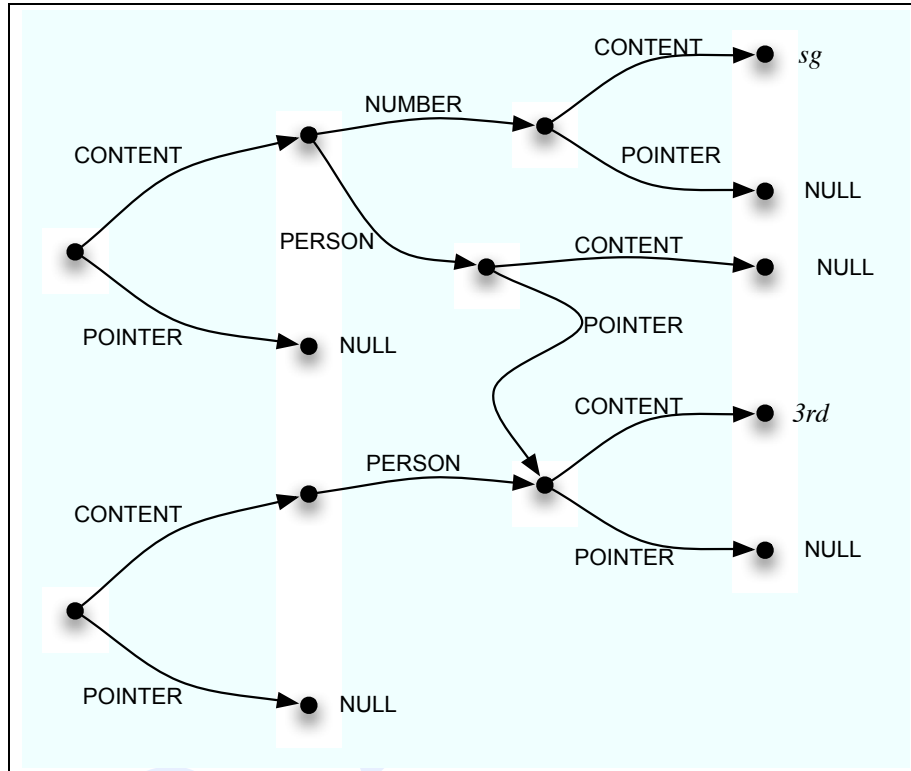 CONTENT
sg
NUMBER
CONTENT
POINTER
NULL
PERSON
CONTENT
NULL
POINTER
POINTER
NULL
CONTENT
3rd
PERSON
CONTENT
POINTER
NULL
POINTER
NULL